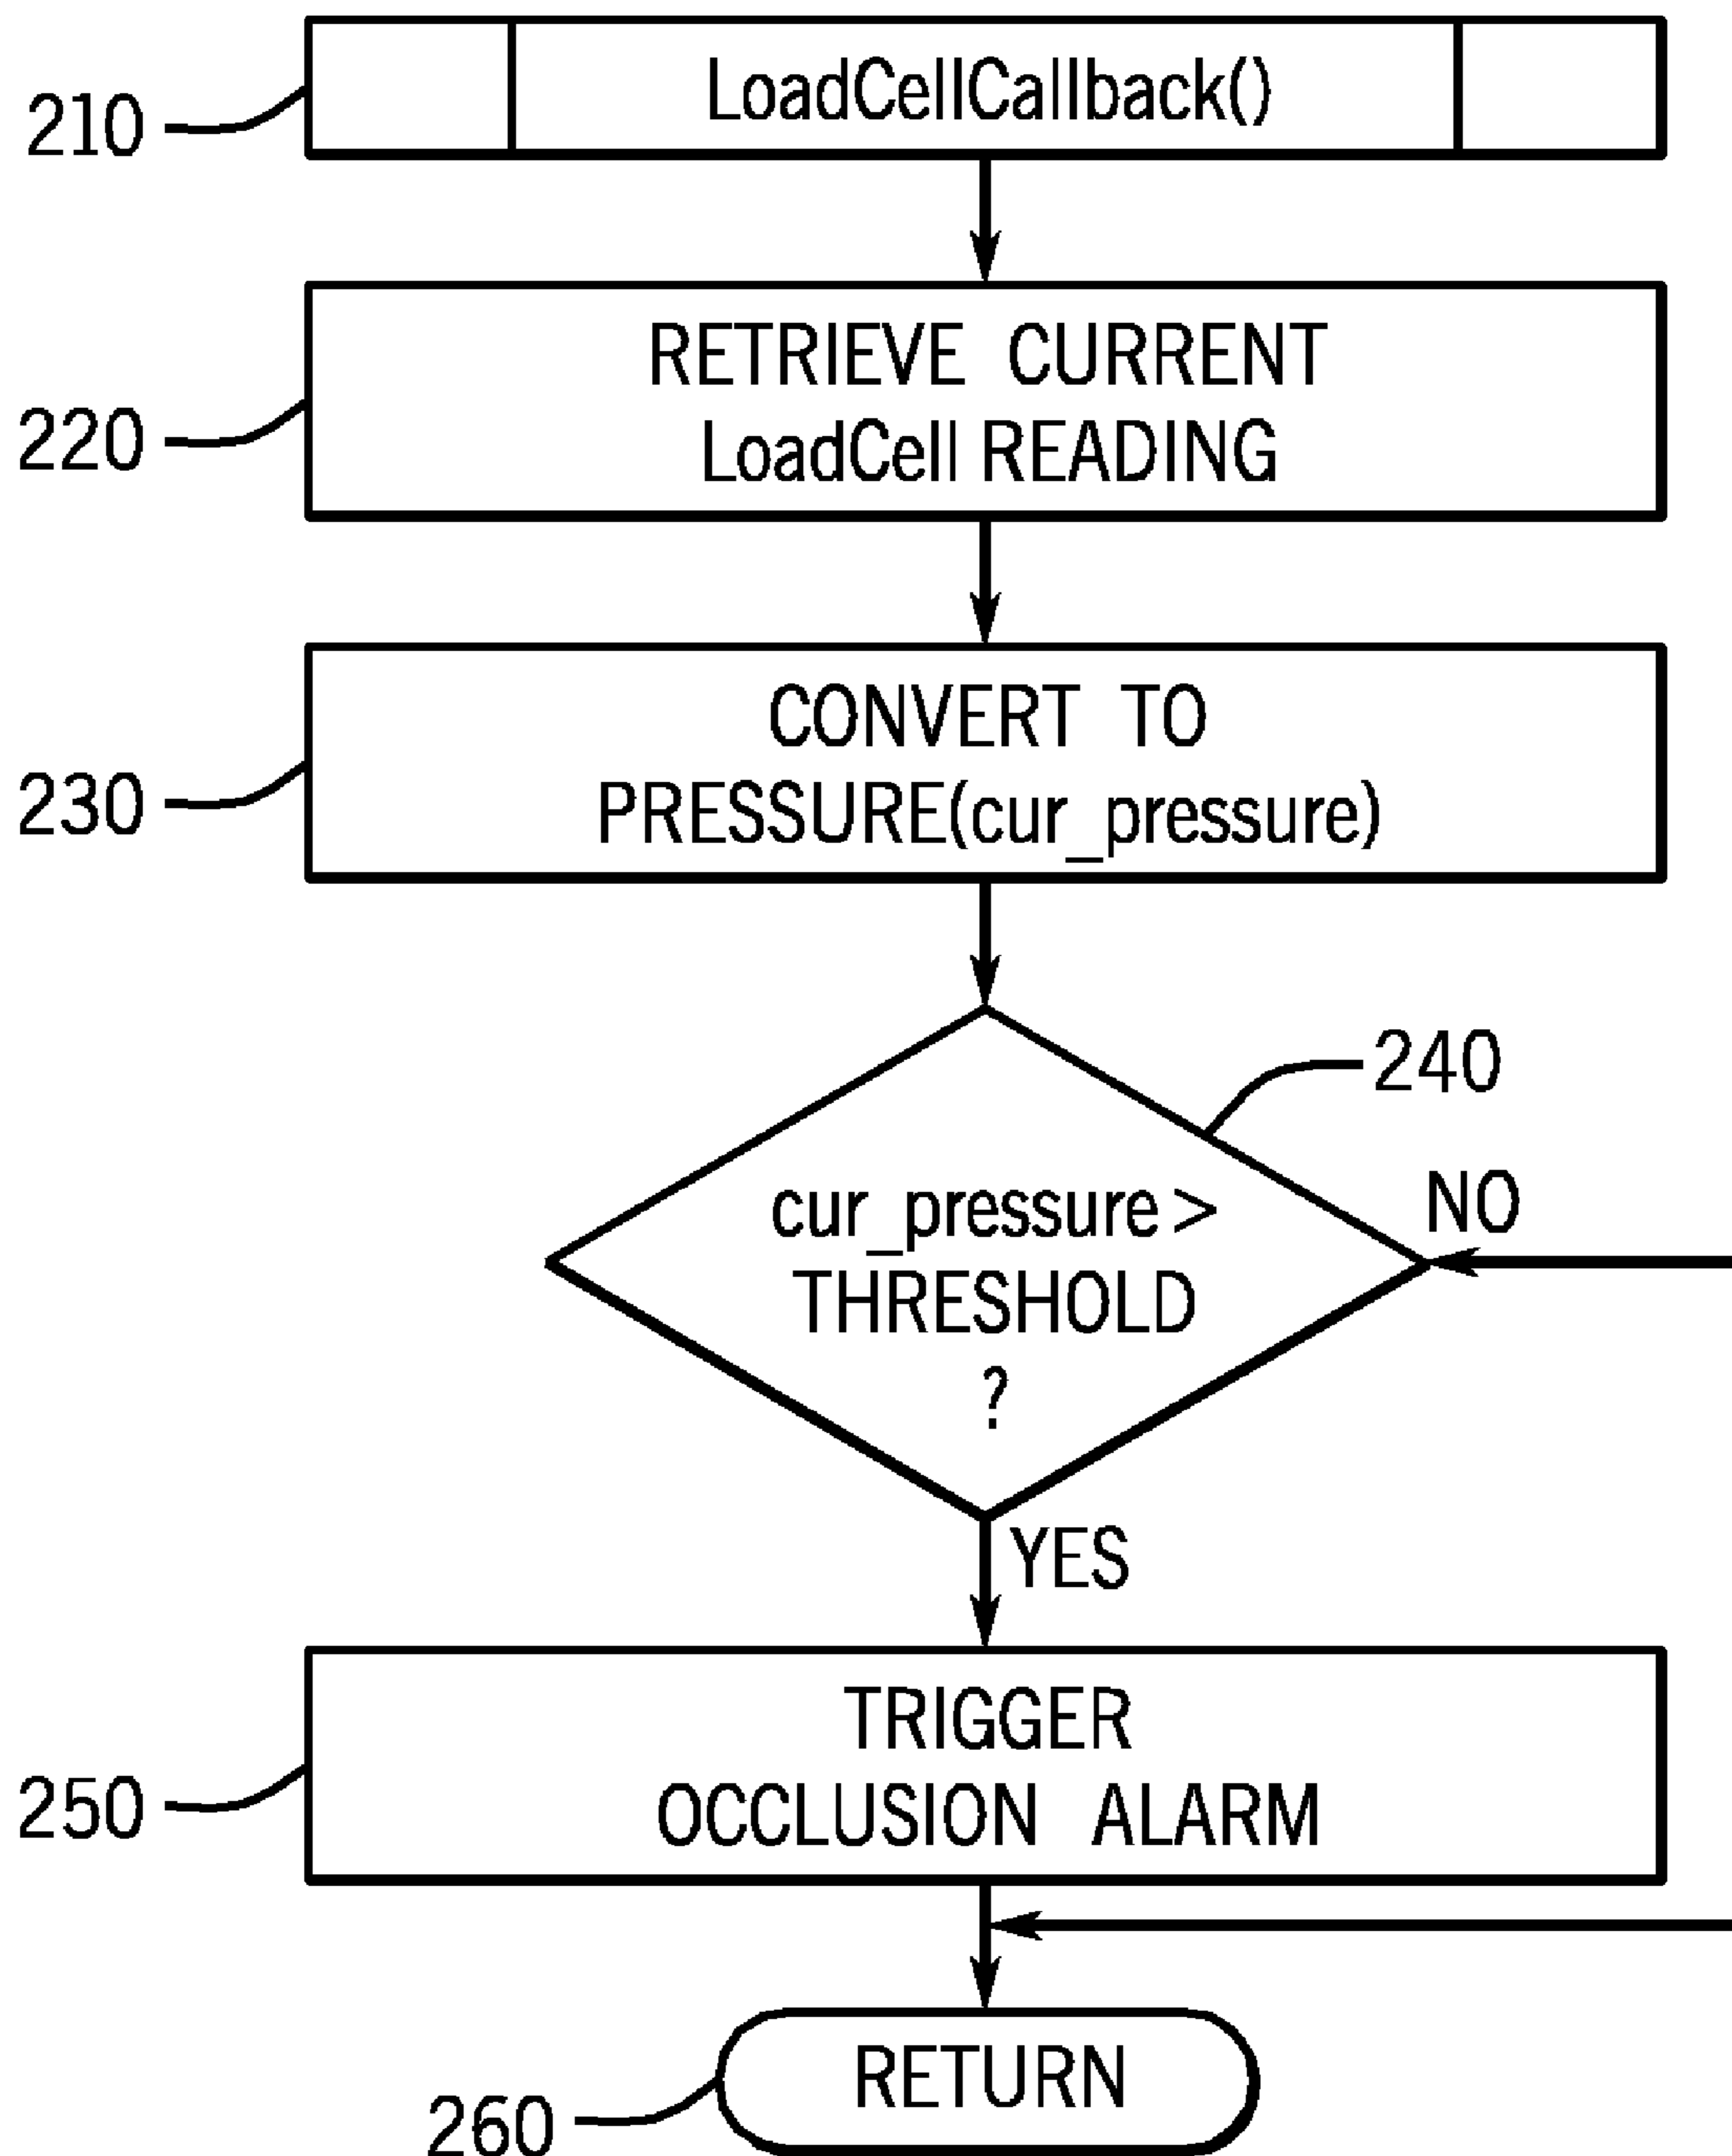 LoadCellCallback()
210
RETRIEVE CURRENT
LoadCell READING
220
CONVERT TO
PRESSURE(cur_pressure)
230
240
cur_pressure >
THRESHOLD
?
NO
YES
TRIGGER
OCCLUSION ALARM
250
RETURN
260